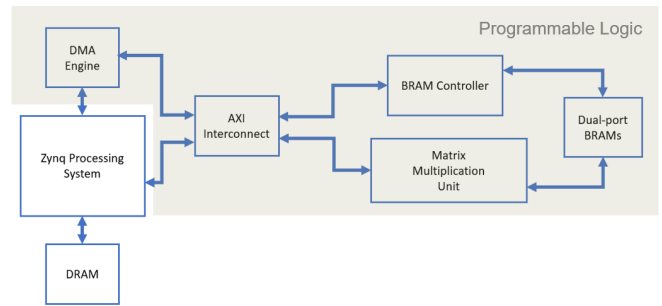 Programmable Logic
DMA
Engine
BRAM Controller
AXI
Interconnect
Dual-port
BRAMs
Zynq Processing
System
Matrix
Multiplication
Unit
DRAM